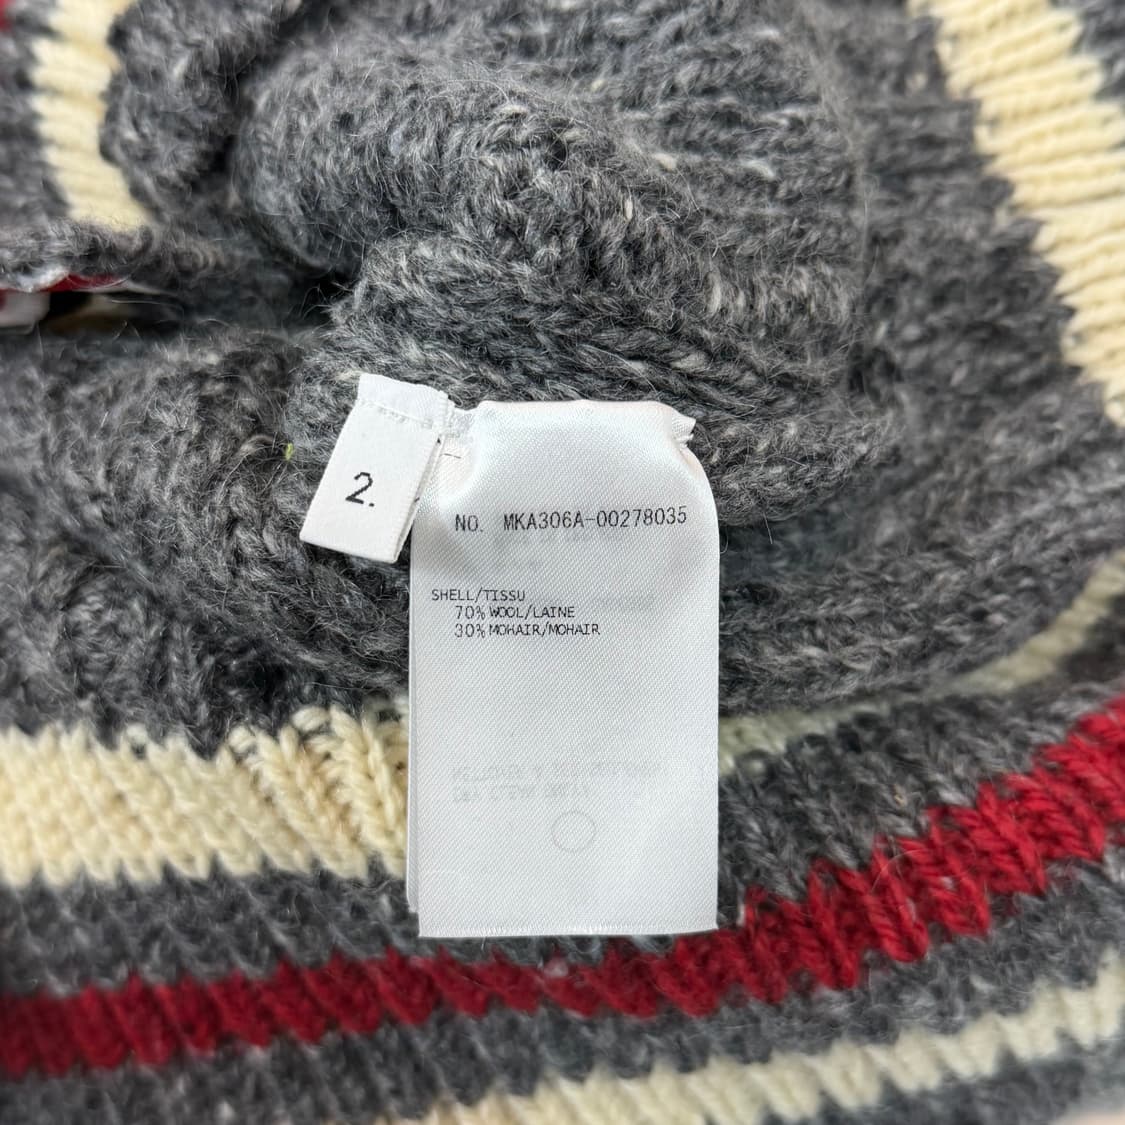 2.
NO. MKA306A-00278035
SHELL/TISSU
70% WOOL/LAINE
30% MOHAIR/MOHAIR